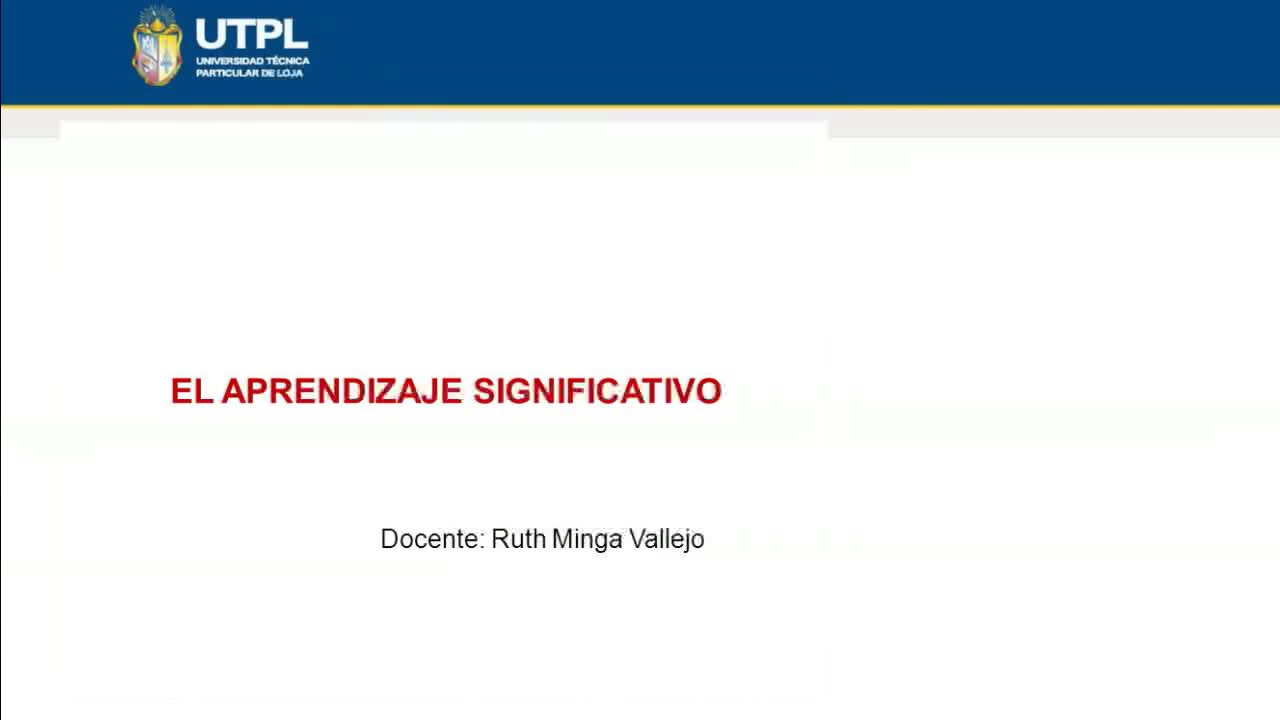 UTPL
UNIVERSIDAD TÉCNICA
PARTICULAR DE LOJA
EL APRENDIZAJE SIGNIFICATIVO
Docente: Ruth Minga Vallejo